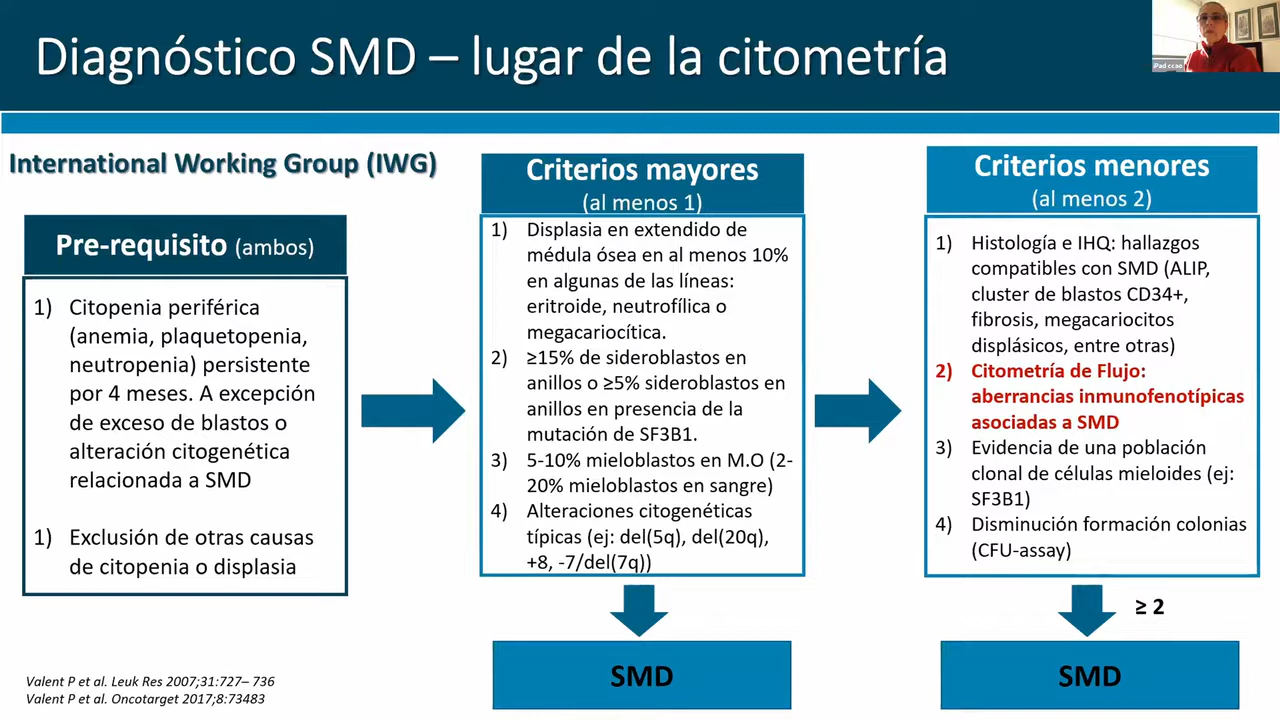 Diagnóstico SMD – lugar de la citometría
iPad ccao
International Working Group (IWG)
Pre-requisito (ambos)
1) Citopenia periférica
(anemia, plaquetopenia,
neutropenia) persistente
por 4 meses. A excepción
de exceso de blastos o
alteración citogenética
relacionada a SMD
1) Exclusión de otras causas
de citopenia o displasia
Criterios mayores
(al menos 1)
1) Displasia en extendido de
médula ósea en al menos 10%
en algunas de las líneas:
eritroide, neutrofílica o
megacariocítica.
2) ≥15% de sideroblastos en
anillos o ≥5% sideroblastos en
anillos en presencia de la
mutación de SF3B1.
3) 5-10% mieloblastos en M.O (2-
20% mieloblastos en sangre)
4) Alteraciones citogenéticas
típicas (ej: del(5q), del(20q),
+8, -7/del(7q))
SMD
Criterios menores
(al menos 2)
1) Histología e IHQ: hallazgos
compatibles con SMD (ALIP,
cluster de blastos CD34+,
fibrosis, megacariocitos
displásicos, entre otras)
2) Citometría de Flujo:
aberrancias inmunofenotípicas
asociadas a SMD
3) Evidencia de una población
clonal de células mieloides (ej:
SF3B1)
4) Disminución formación colonias
(CFU-assay)
≥ 2
SMD
Valent P et al. Leuk Res 2007;31:727– 736
Valent P et al. Oncotarget 2017;8:73483